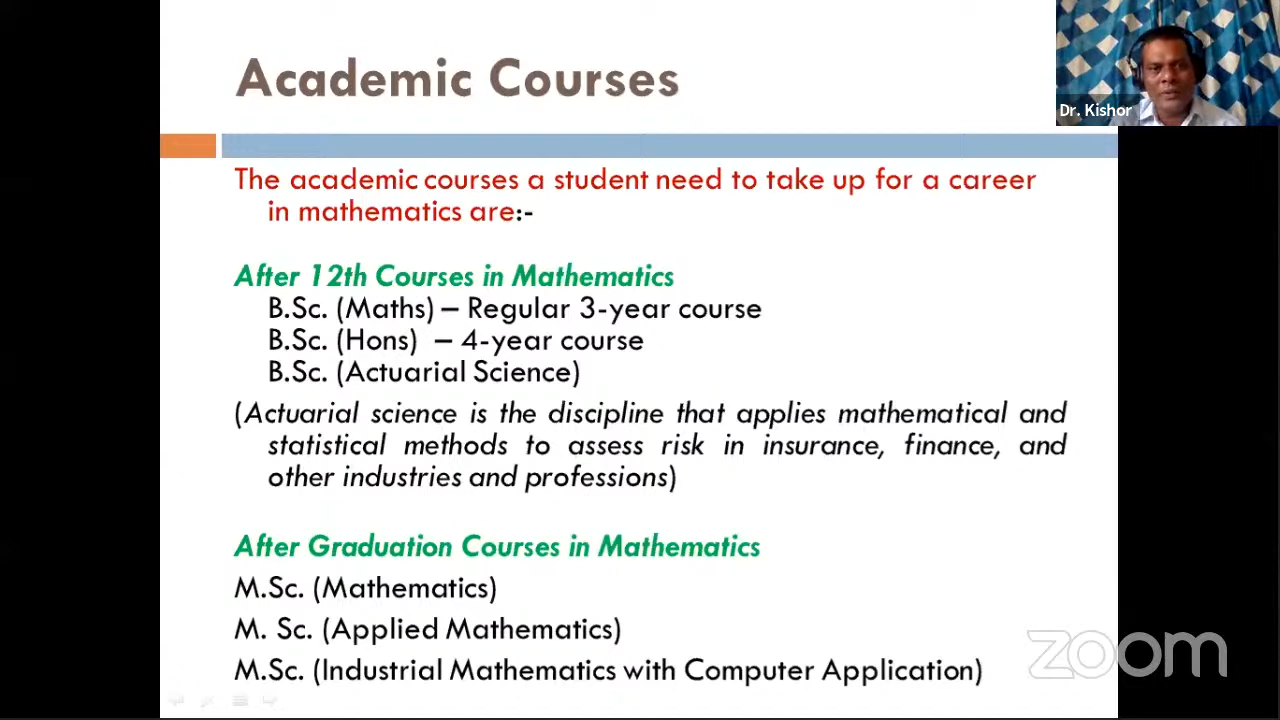 Academic Courses
Dr. Kishor
The academic courses a student need to take up for a career
in mathematics are:-
After 12th Courses in Mathematics
B.Sc. (Maths) – Regular 3-year course
B.Sc. (Hons) – 4-year course
B.Sc. (Actuarial Science)
(Actuarial science is the discipline that applies mathematical and
statistical methods to assess risk in insurance, finance, and
other industries and professions)
After Graduation Courses in Mathematics
M.Sc. (Mathematics)
M. Sc. (Applied Mathematics)
M.Sc. (Industrial Mathematics with Computer Application)
zoom